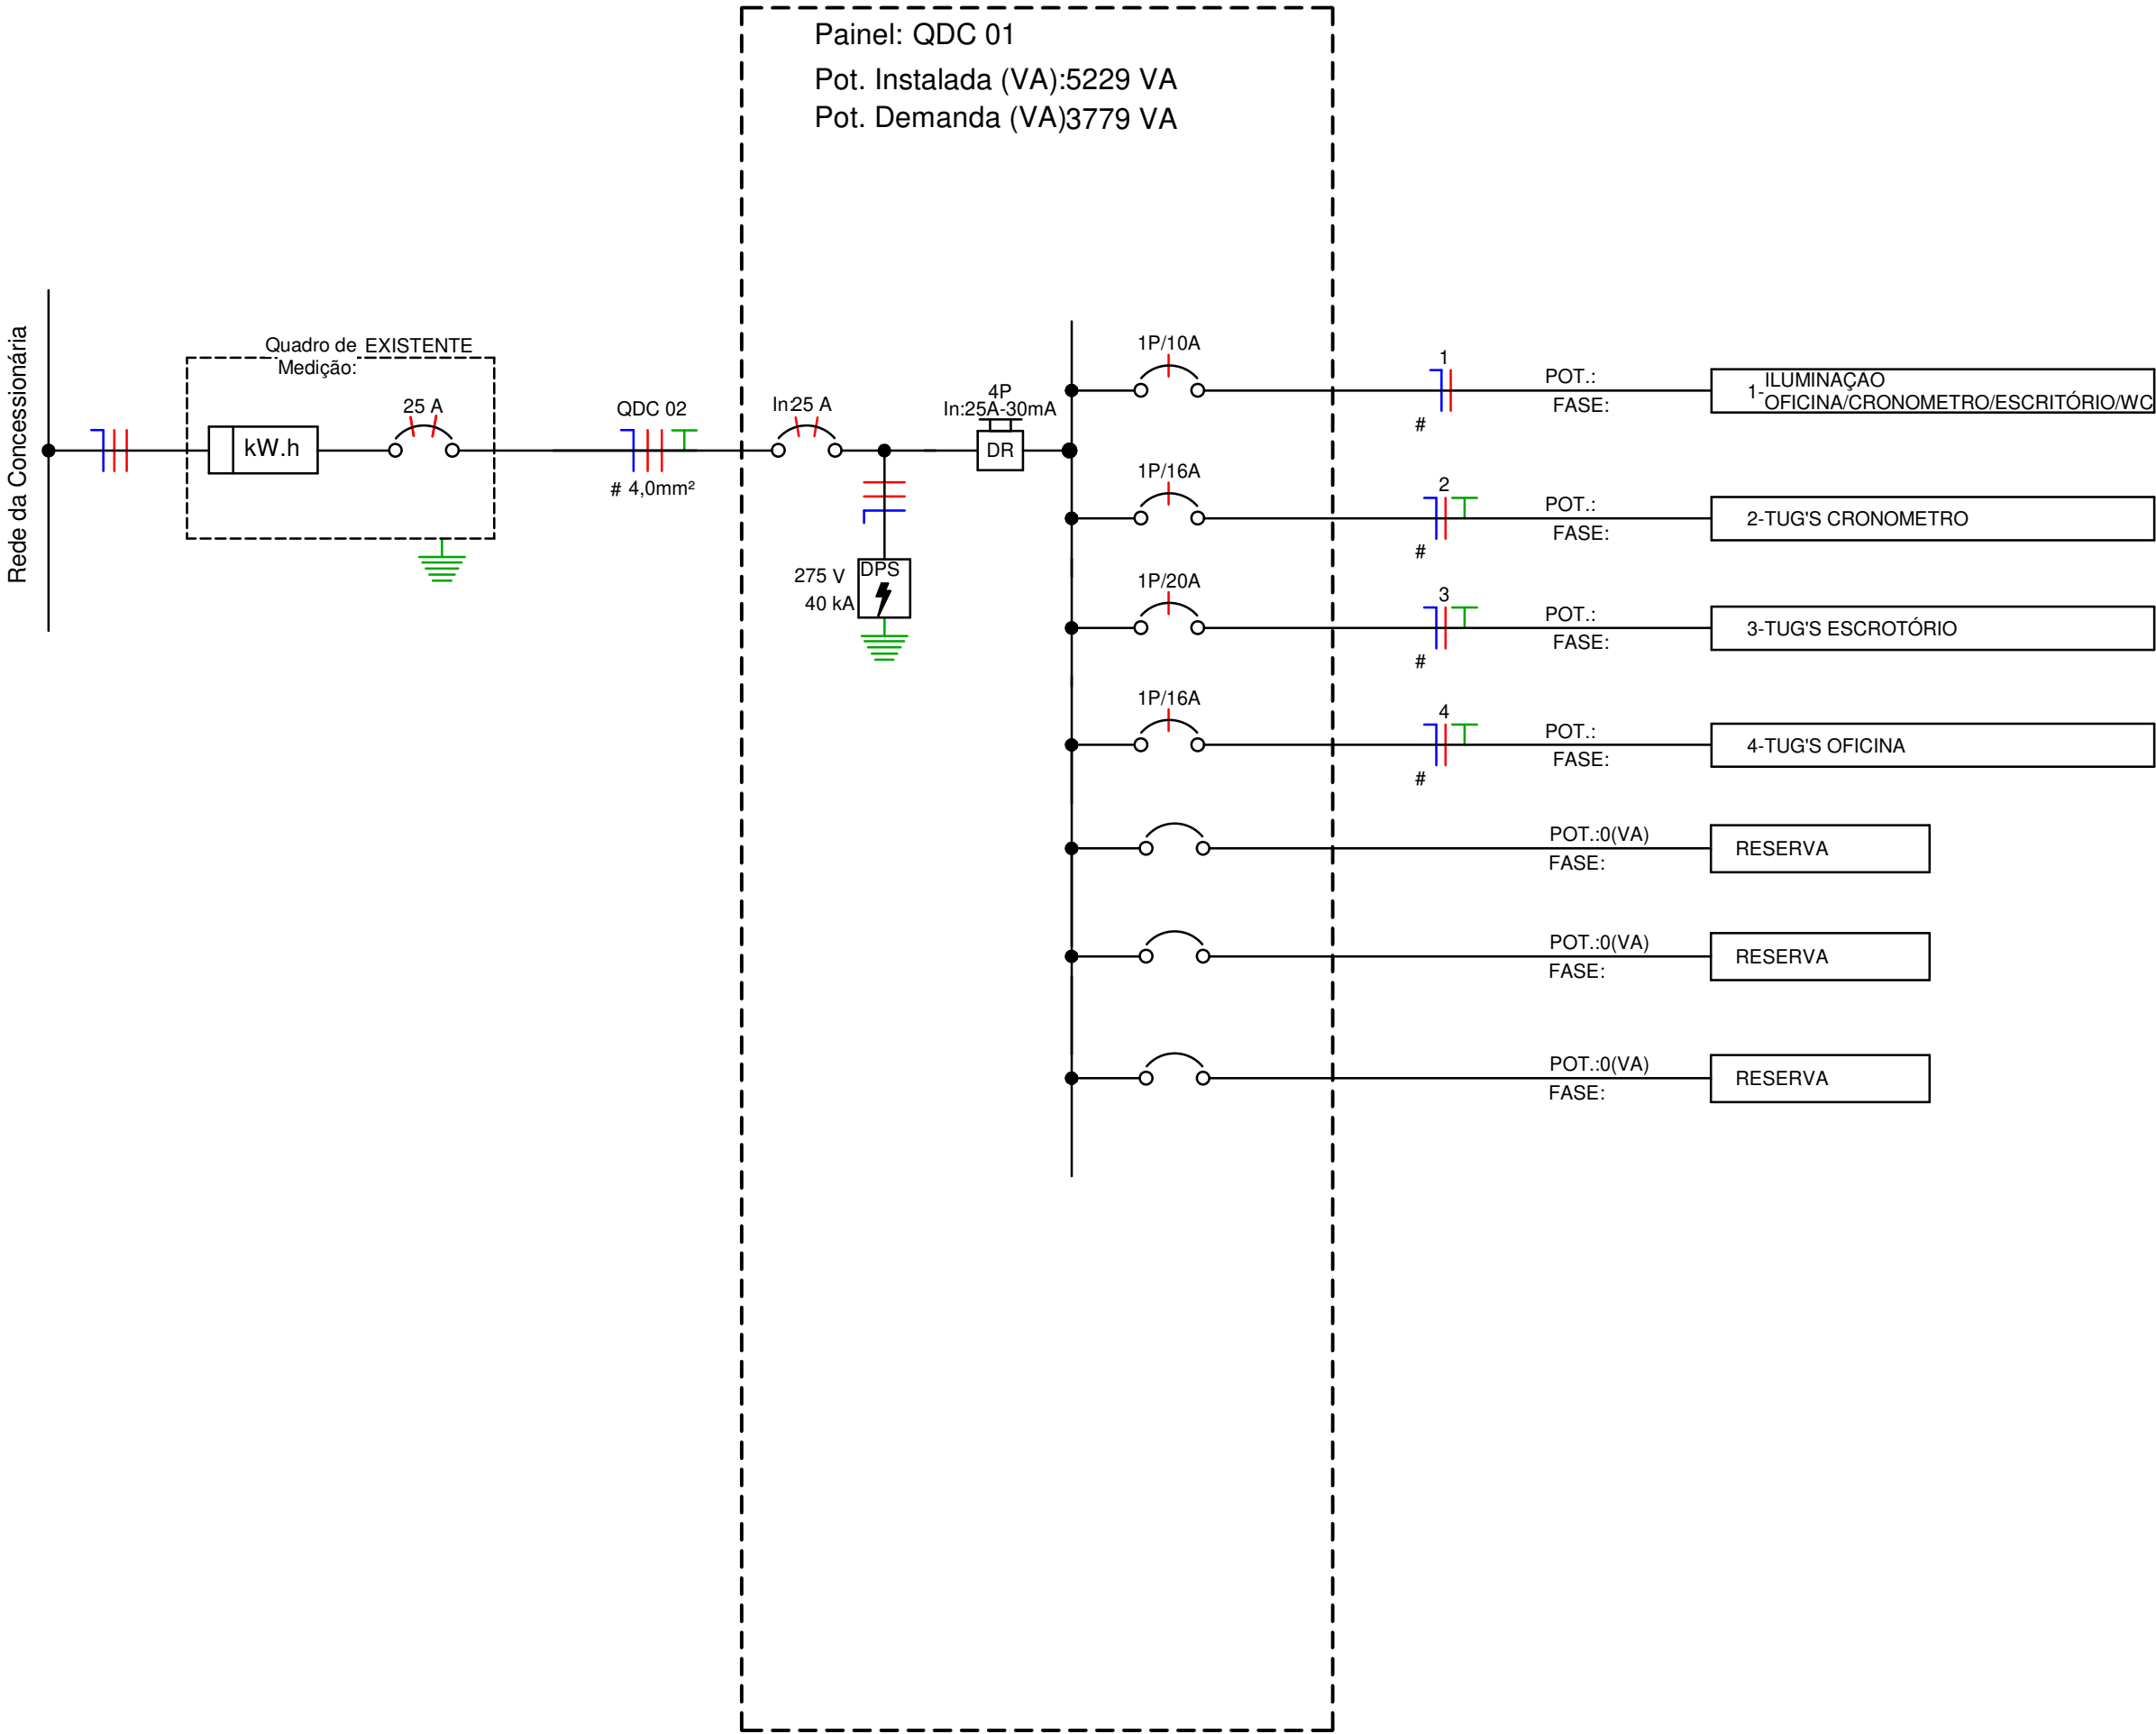 Painel: QDC 01
Pot. Instalada (VA):5229 VA
Pot. Demanda (VA)3779 VA
Rede da Concessionária
Quadro de EXISTENTE
Medição:
kW.h
25 A
QDC 02
# 4,0mm²
In:25 A
4P
In:25A-30mA
DR
275 V
40 kA
DPS
1P/10A
1
#
POT.:
FASE:
1-ILUMINAÇÃO
OFICINA/CRONOMETRO/ESCRITÓRIO/WC
1P/16A
2
#
POT.:
FASE:
2-TUG'S CRONOMETRO
1P/20A
3
#
POT.:
FASE:
3-TUG'S ESCROTÓRIO
1P/16A
4
#
POT.:
FASE:
4-TUG'S OFICINA
POT.:0(VA)
FASE:
RESERVA
POT.:0(VA)
FASE:
RESERVA
POT.:0(VA)
FASE:
RESERVA